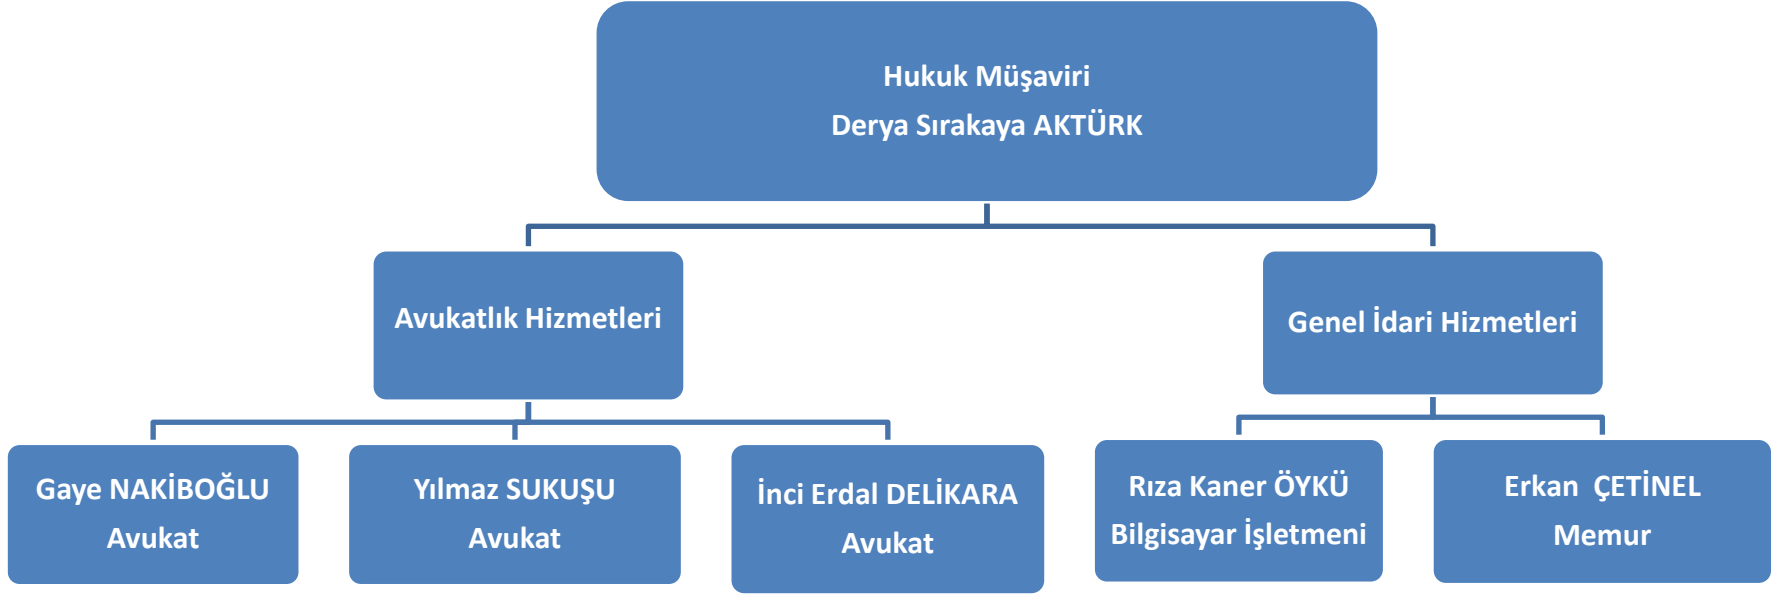 Hukuk Müşaviri
Derya Sırakaya AKTÜRK
Avukatlık Hizmetleri
Genel İdari Hizmetleri
Gaye NAKİBOĞLU
Avukat
Yılmaz SUKUŞU
Avukat
İnci Erdal DELİKARA
Avukat
Rıza Kaner ÖYKÜ
Bilgisayar İşletmeni
Erkan  ÇETİNEL
Memur